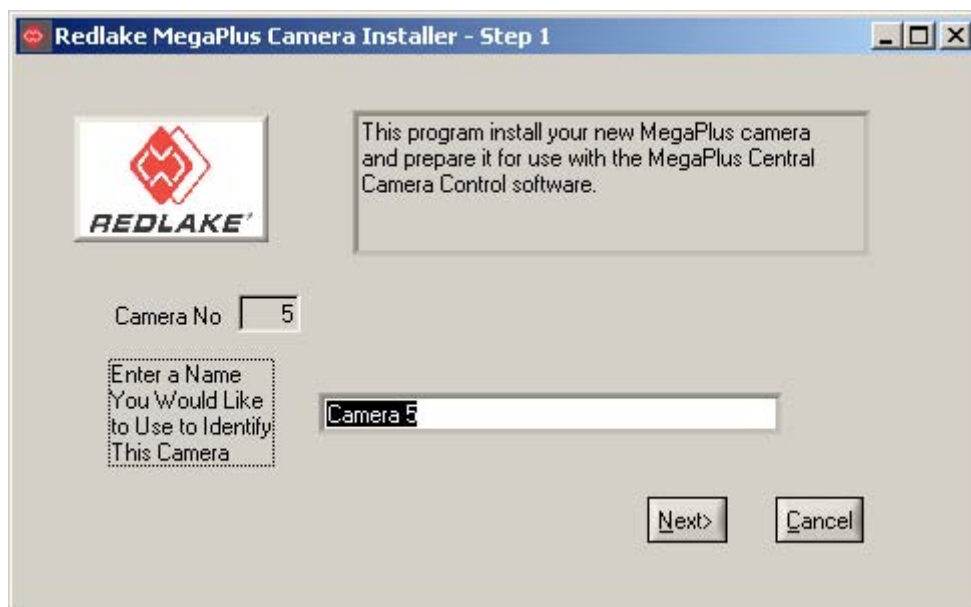 Redlake MegaPlus Camera Installer - Step 1
REDLAKE
This program install your new MegaPlus camera
and prepare it for use with the MegaPlus Central
Camera Control software.
Camera No 5
Enter a Name
You Would Like
to Use to Identify
This Camera
Camera 5
Next>
Cancel